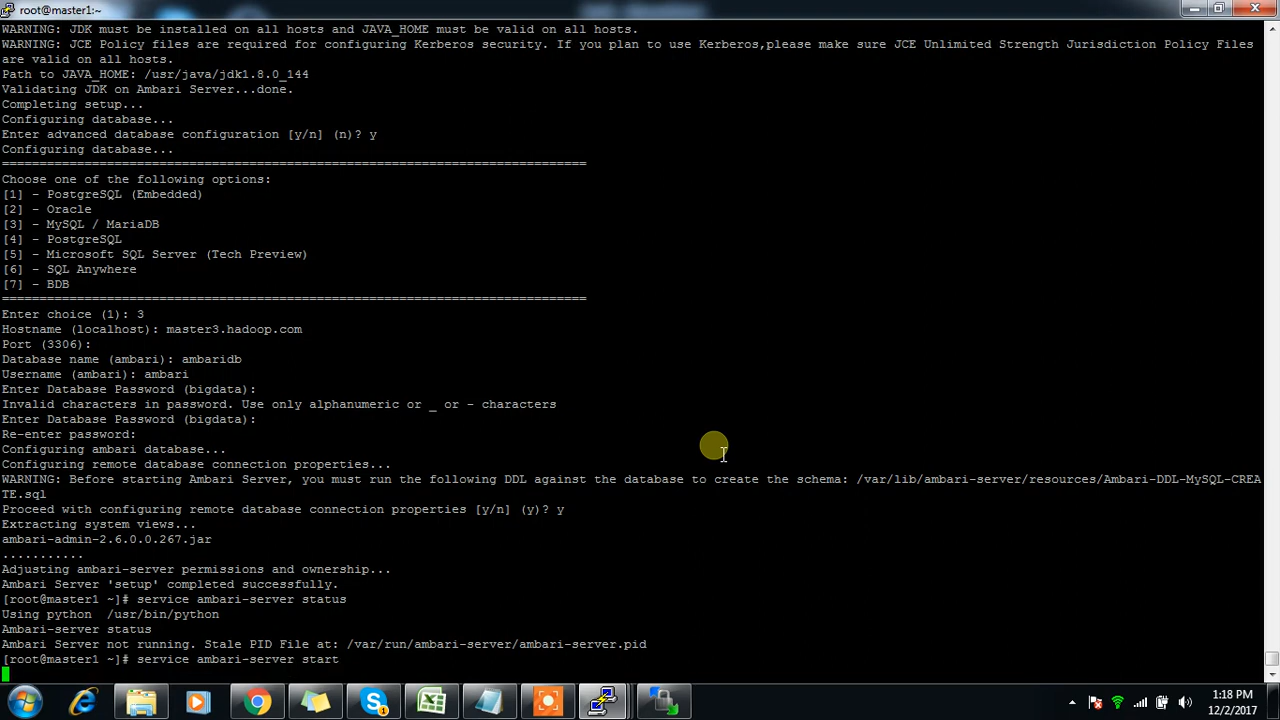 root@master1:~
WARNING: JDK must be installed on all hosts and JAVA_HOME must be valid on all hosts.
WARNING: JCE Policy files are required for configuring Kerberos security. If you plan to use Kerberos,please make sure JCE Unlimited Strength Jurisdiction Policy Files
are valid on all hosts.
Path to JAVA_HOME: /usr/java/jdk1.8.0_144
Validating JDK on Ambari Server...done.
Completing setup...
Configuring database...
Enter advanced database configuration [y/n] (n)? y
Configuring database...
==============================================================================
Choose one of the following options:
[1] - PostgreSQL (Embedded)
[2] - Oracle
[3] - MySQL / MariaDB
[4] - PostgreSQL
[5] - Microsoft SQL Server (Tech Preview)
[6] - SQL Anywhere
[7] - BDB
==============================================================================
Enter choice (1): 3
Hostname (localhost): master3.hadoop.com
Port (3306):
Database name (ambari): ambaridb
Username (ambari): ambari
Enter Database Password (bigdata):
Invalid characters in password. Use only alphanumeric or _ or - characters
Enter Database Password (bigdata):
Re-enter password:
Configuring ambari database...
Configuring remote database connection properties...
WARNING: Before starting Ambari Server, you must run the following DDL against the database to create the schema: /var/lib/ambari-server/resources/Ambari-DDL-MySQL-CREA
TE.sql
Proceed with configuring remote database connection properties [y/n] (y)? y
Extracting system views...
ambari-admin-2.6.0.0.267.jar
...........
Adjusting ambari-server permissions and ownership...
Ambari Server 'setup' completed successfully.
[root@master1 ~]# service ambari-server status
Using python  /usr/bin/python
Ambari-server status
Ambari Server not running. Stale PID File at: /var/run/ambari-server/ambari-server.pid
[root@master1 ~]# service ambari-server start
1:18 PM
12/2/2017